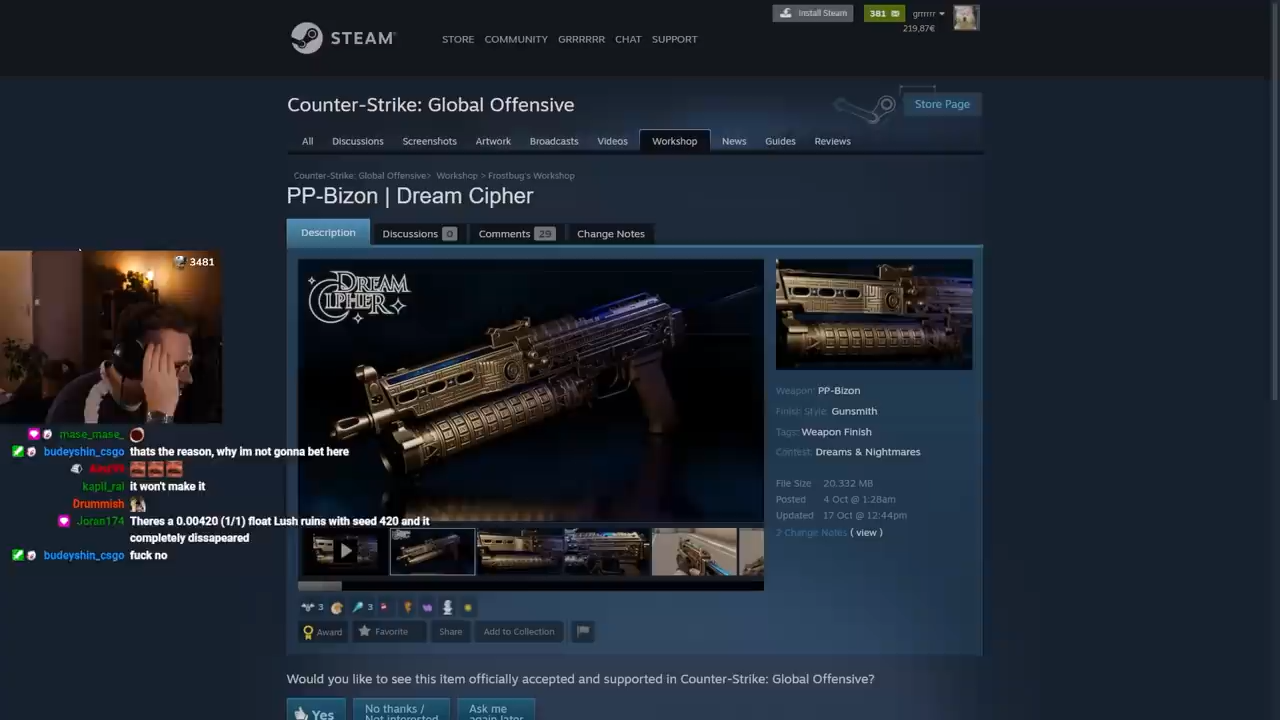 Install Steam
381
grrrrrr
219,87€
STEAM
STORE COMMUNITY GRRRRRR CHAT SUPPORT
Counter-Strike: Global Offensive
Store Page
All Discussions Screenshots Artwork Broadcasts Videos Workshop News Guides Reviews
Counter-Strike: Global Offensive> Workshop > Frostbug's Workshop
PP-Bizon | Dream Cipher
Description Discussions 0 Comments 29 Change Notes
3481
DREAM
CIPHER
Weapon: PP-Bizon
Finish Style: Gunsmith
Tags: Weapon Finish
Contest: Dreams & Nightmares
File Size 20.332 MB
Posted 4 Oct @ 1:28am
Updated 17 Oct @ 12:44pm
2 Change Notes ( view )
mase_mase_
budeyshin_csgo thats the reason, why im not gonna bet here
kapil_rai it won't make it
Drummish
Joran174 Theres a 0.00420 (1/1) float Lush ruins with seed 420 and it
completely dissapeared
budeyshin_csgo fuck no
3 3
Award Favorite Share Add to Collection
Would you like to see this item officially accepted and supported in Counter-Strike: Global Offensive?
Yes
No thanks /
Not interested
Ask me
again later